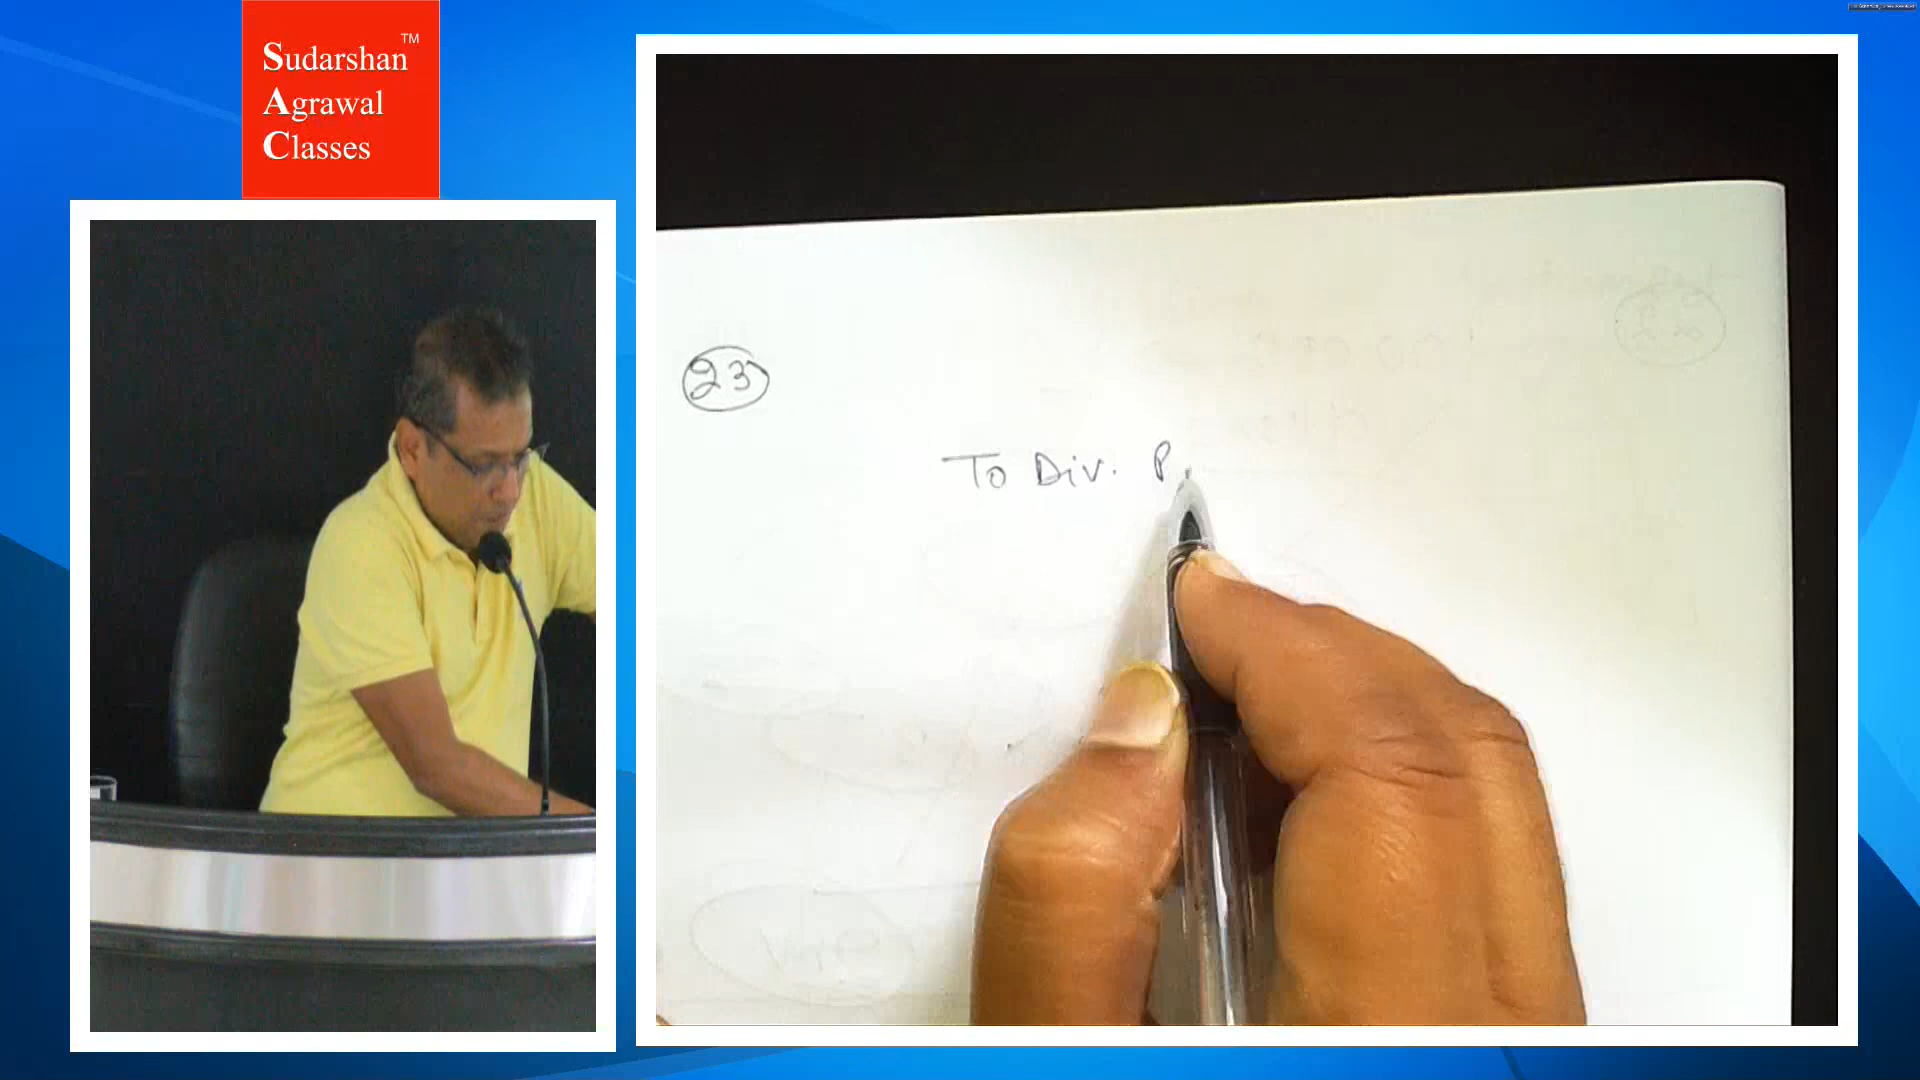 Sudarshan™
Agrawal
Classes
23
To Div. P